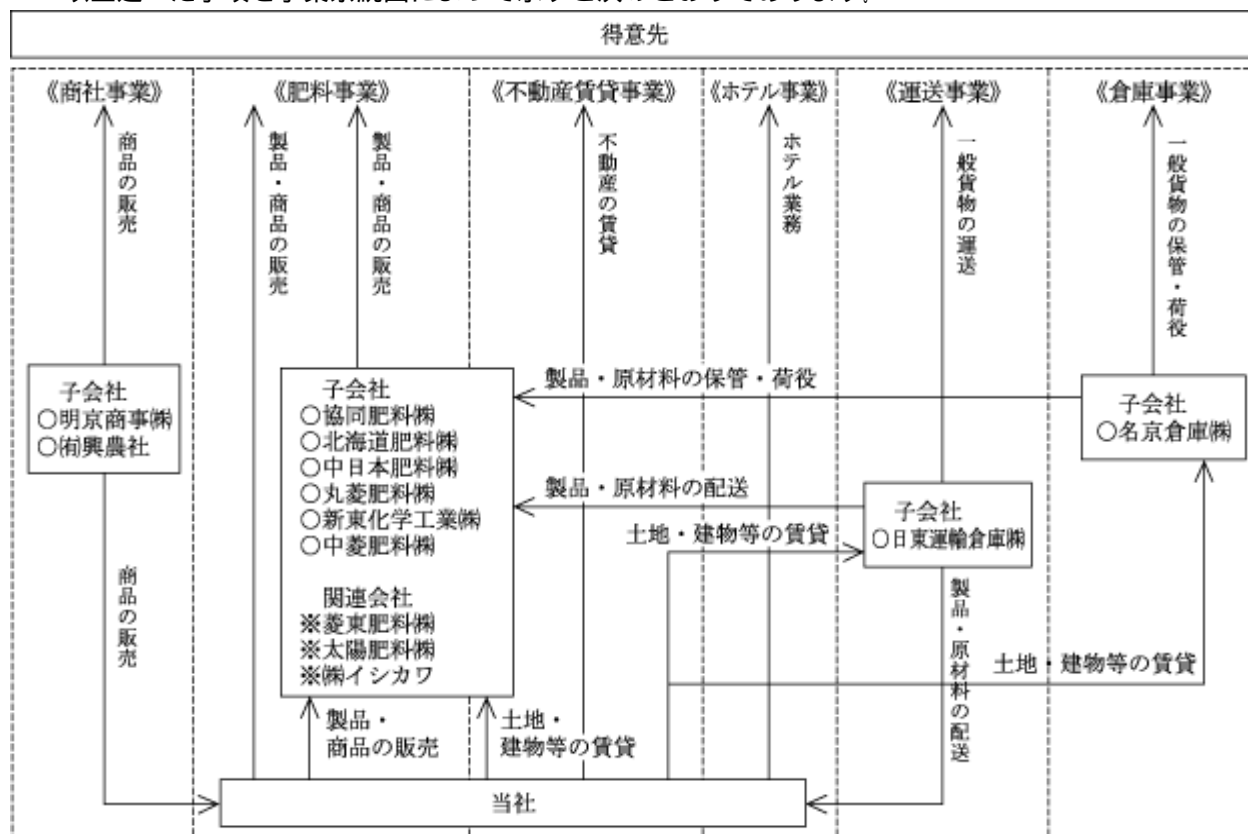 得意先
《商社事業》
《肥料事業》
《不動産賃貸事業》
《ホテル事業》
《運送事業》
《倉庫事業》
商品の販売
製品・商品の販売
製品・商品の販売
不動産の賃貸
ホテル業務
一般貨物の運送
一般貨物の保管・荷役
子会社
○明京商事㈱
○㈲興農社
子会社
○協同肥料㈱
○北海道肥料㈱
○中日本肥料㈱
○丸菱肥料㈱
○新東化学工業㈱
○中菱肥料㈱
関連会社
※菱東肥料㈱
※太陽肥料㈱
※㈱イシカワ
製品・原材料の保管・荷役
子会社
○名京倉庫㈱
製品・原材料の配送
子会社
○日東運輸倉庫㈱
土地・建物等の賃貸
商品の販売
製品・原材料の配送
土地・建物等の賃貸
製品・
商品の販売
土地・
建物等の賃貸
当社